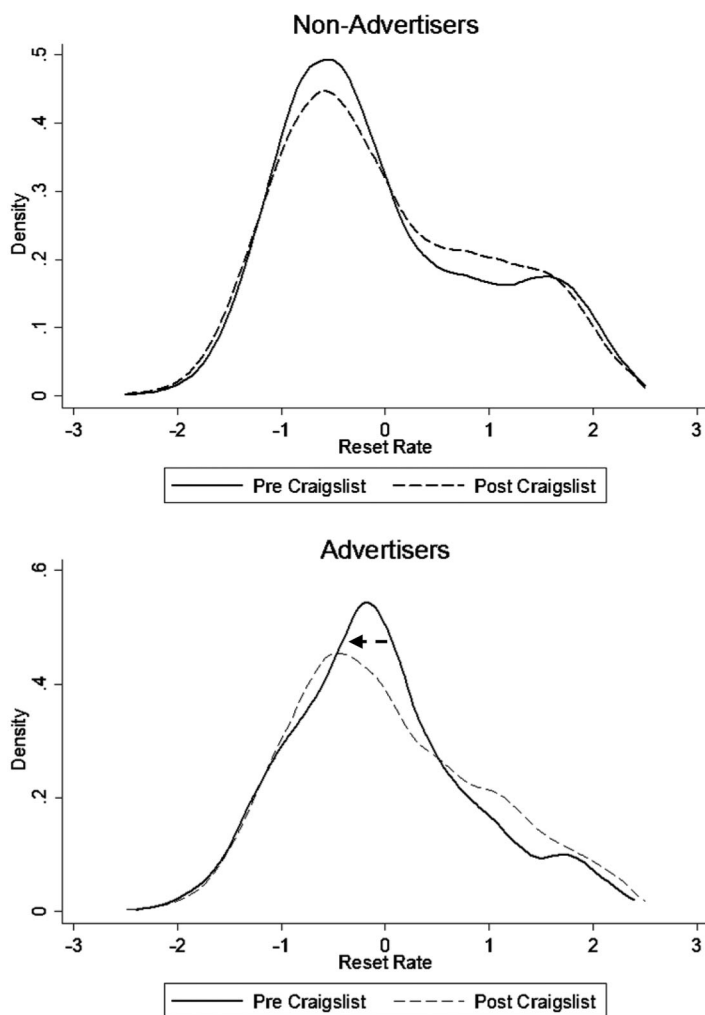 Non-Advertisers
.5
.4
.3
.2
.1
0
Density
-3 -2 -1 0 1 2 3
Reset Rate
Pre Craigslist Post Craigslist
Advertisers
.6
.4
.2
0
Density
-3 -2 -1 0 1 2 3
Reset Rate
Pre Craigslist Post Craigslist